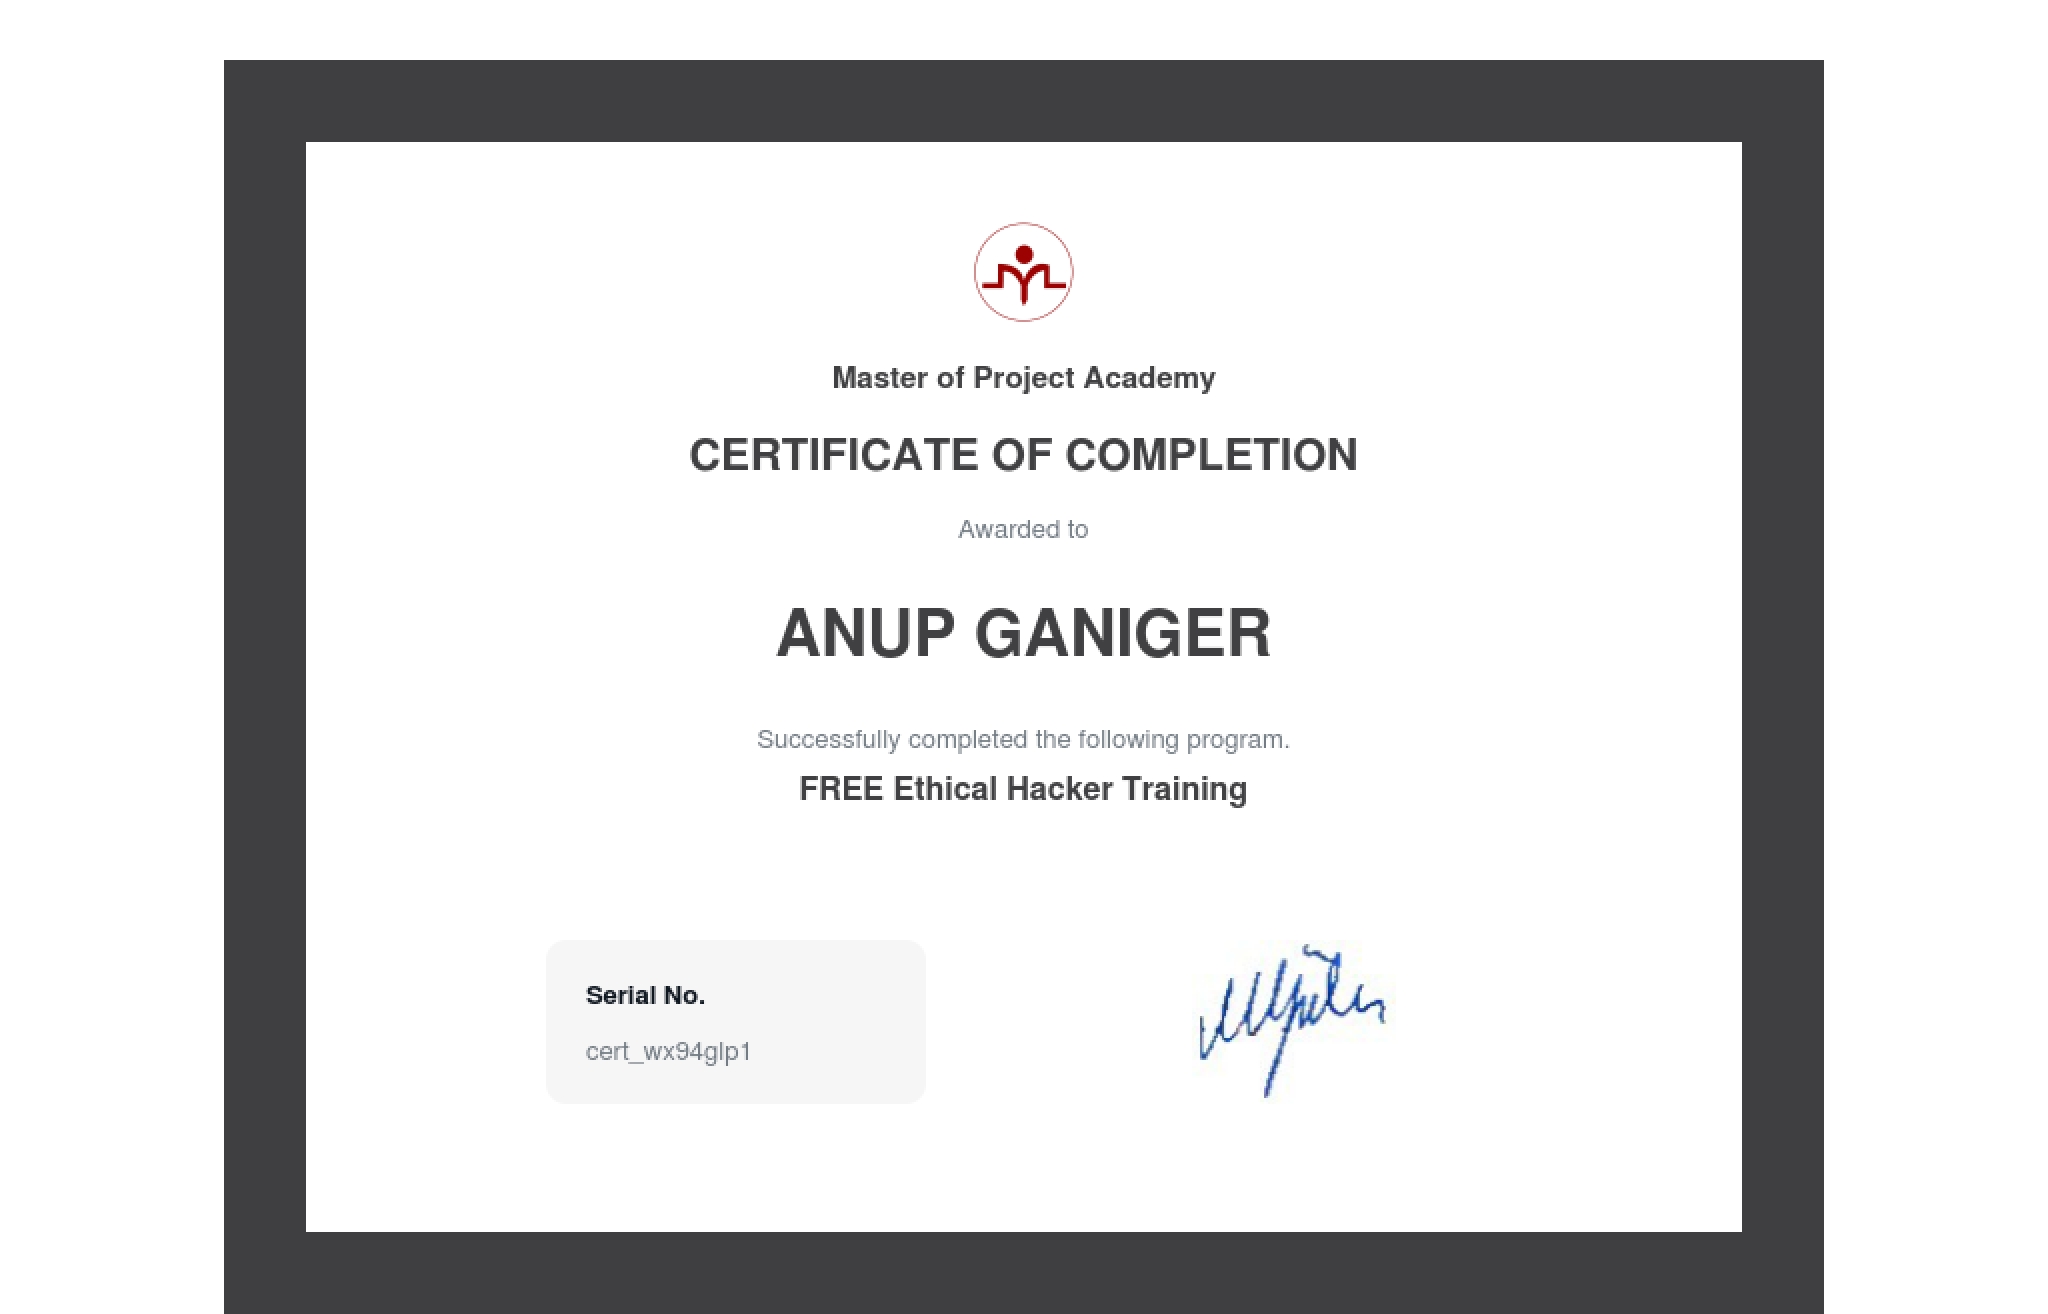 Master of Project Academy
CERTIFICATE OF COMPLETION
Awarded to
ANUP GANIGER
Successfully completed the following program.
FREE Ethical Hacker Training
Serial No.
cert_wx94glp1